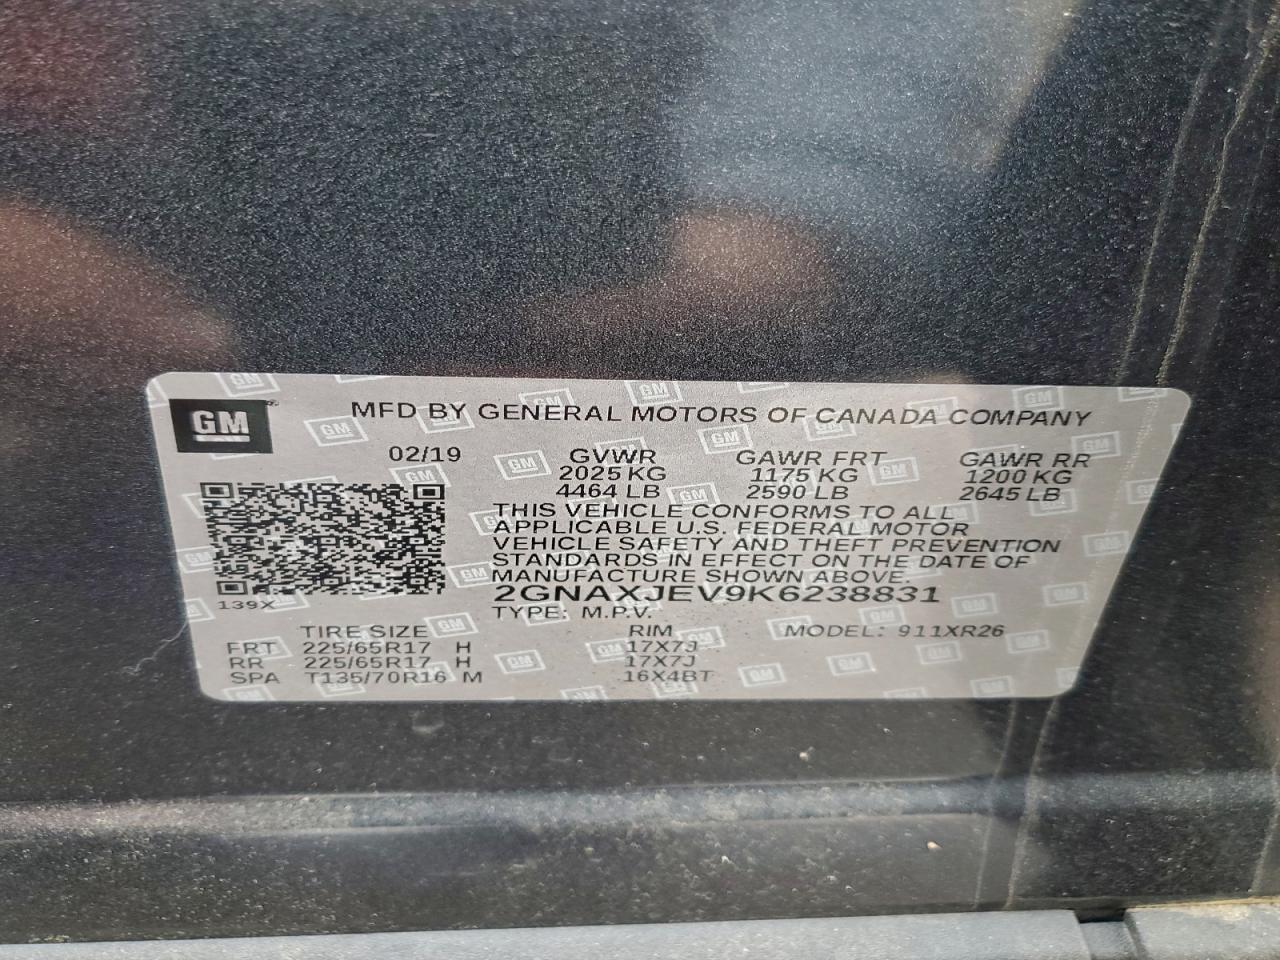 GM
MFD BY GENERAL MOTORS OF CANADA COMPANY
02/19 GVWR GAWR FRT GAWR RR
2025 KG 1175 KG 1200 KG
4464 LB 2590 LB 2645 LB
THIS VEHICLE CONFORMS TO ALL
APPLICABLE U.S. FEDERAL MOTOR
VEHICLE SAFETY AND THEFT PREVENTION
STANDARDS IN EFFECT ON THE DATE OF
MANUFACTURE SHOWN ABOVE.
2GNAXJEV9K6238831
139X TYPE: M.P.V.
TIRE SIZE RIM MODEL: 911XR26
FRT 225/65R17 H 17X7J
RR 225/65R17 H 17X7J
SPA T135/70R16 M 16X4BT